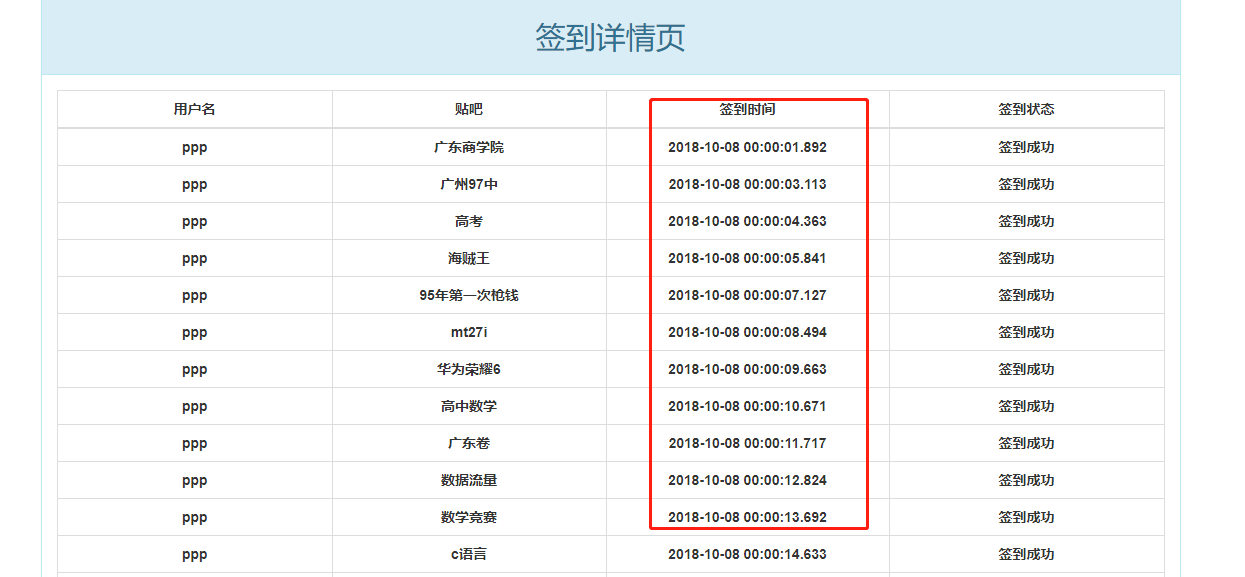 签到详情页
用户名 贴吧 签到时间 签到状态
ppp 广东商学院 2018-10-08 00:00:01.892 签到成功
ppp 广州97中 2018-10-08 00:00:03.113 签到成功
ppp 高考 2018-10-08 00:00:04.363 签到成功
ppp 海贼王 2018-10-08 00:00:05.841 签到成功
ppp 95年第一次枪钱 2018-10-08 00:00:07.127 签到成功
ppp mt27i 2018-10-08 00:00:08.494 签到成功
ppp 华为荣耀6 2018-10-08 00:00:09.663 签到成功
ppp 高中数学 2018-10-08 00:00:10.671 签到成功
ppp 广东卷 2018-10-08 00:00:11.717 签到成功
ppp 数据流量 2018-10-08 00:00:12.824 签到成功
ppp 数学竞赛 2018-10-08 00:00:13.692 签到成功
ppp c语言 2018-10-08 00:00:14.633 签到成功